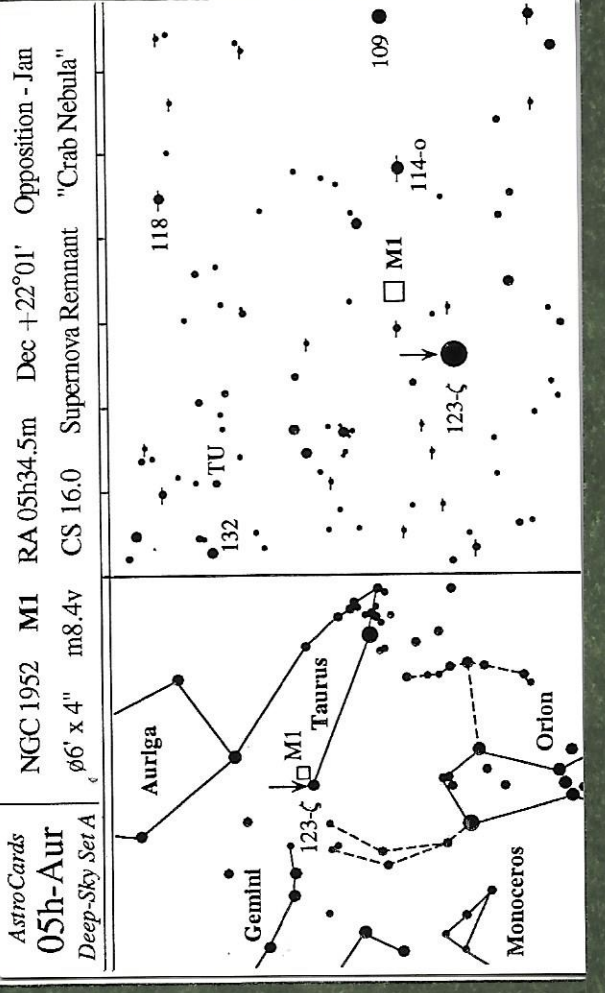 AstroCards
05h-Aur
Deep-Sky Set A
NGC 1952 M1 RA 05h34.5m Dec +22°01' Opposition - Jan
ø6' x 4" m8.4v CS 16.0 Supernova Remnant "Crab Nebula"
Auriga
Taurus
M1
123-ζ
Gemini
Orion
Monoceros
118
109
114-o
M1
123-ζ
TU
132